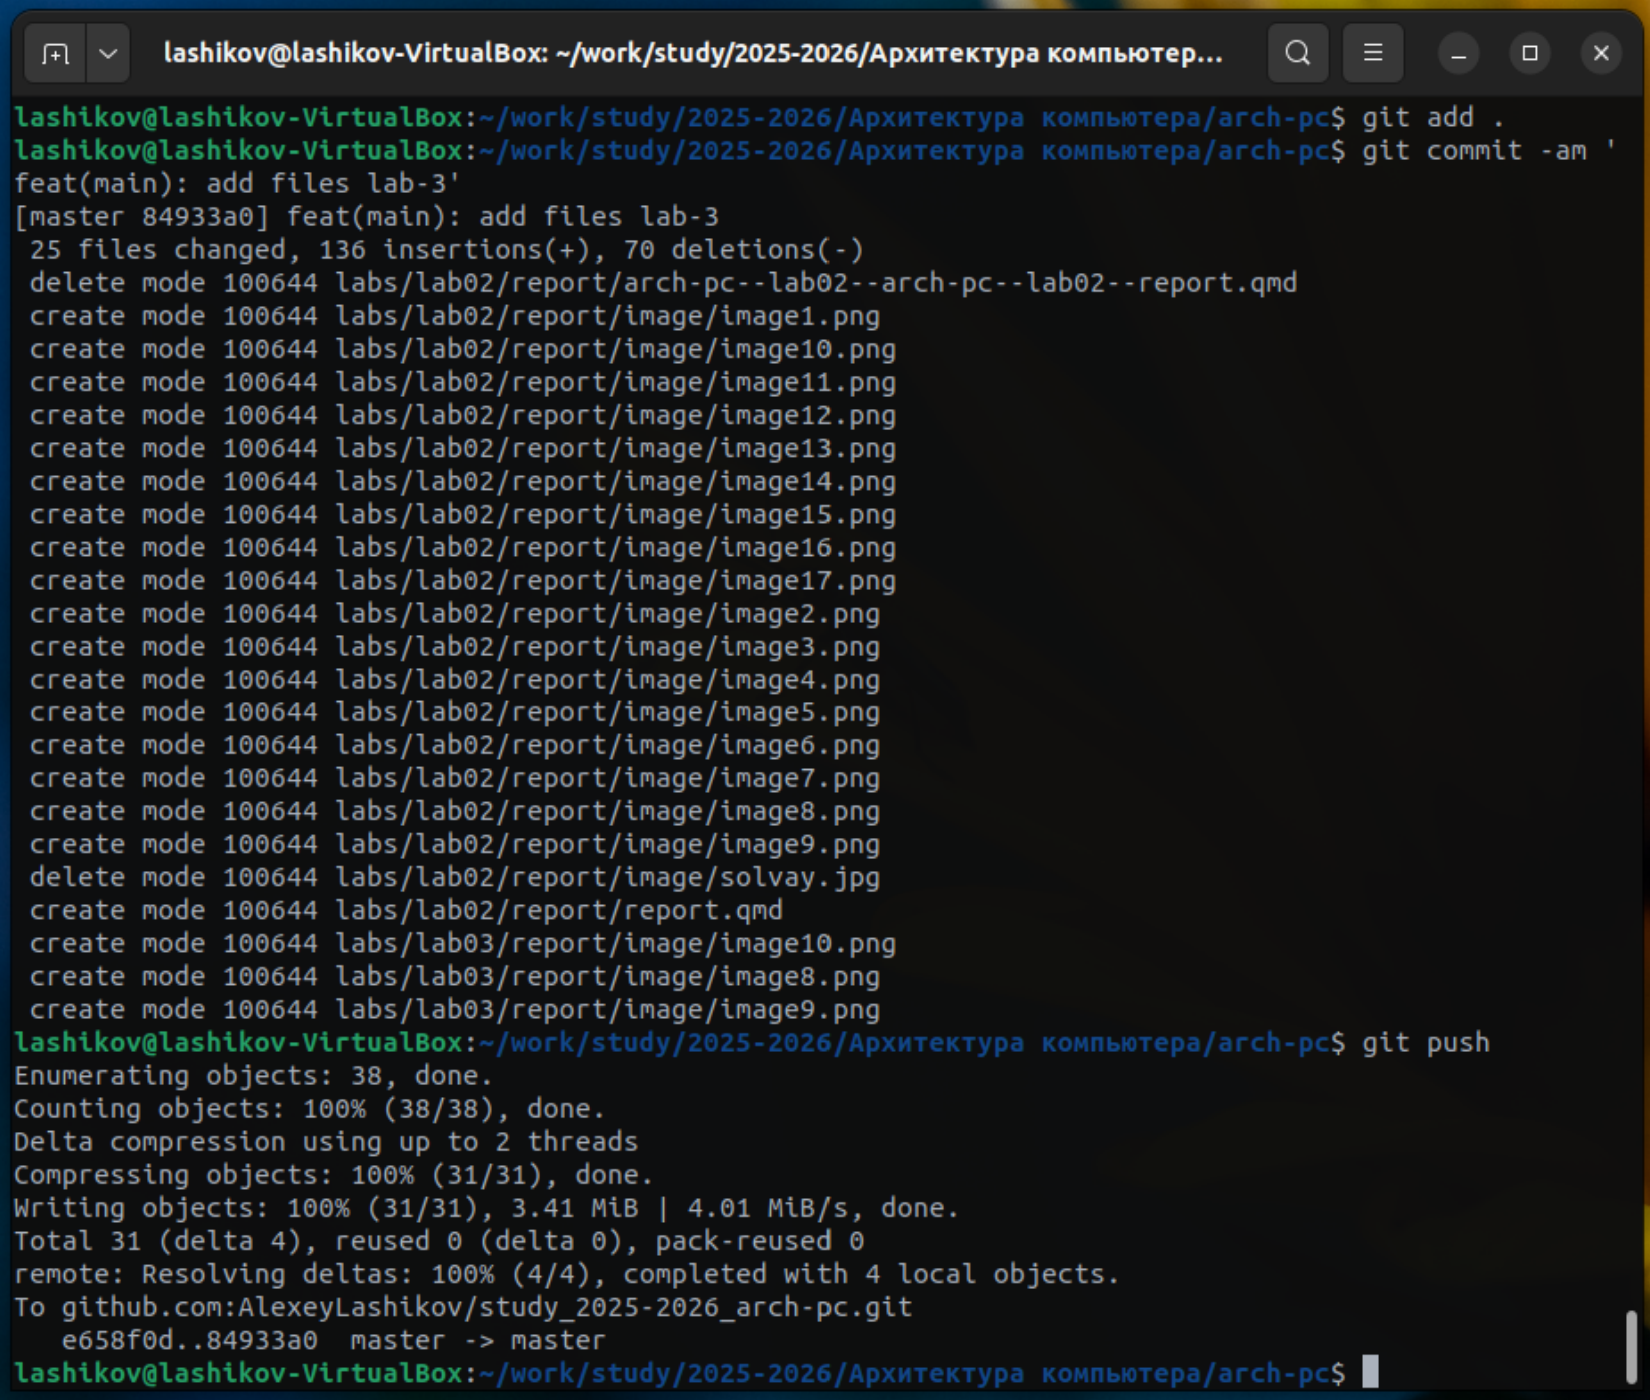 lashikov@lashikov-VirtualBox: ~/work/study/2025-2026/Архитектура компьютер...
lashikov@lashikov-VirtualBox:~/work/study/2025-2026/Архитектура компьютера/arch-pc$ git add .
lashikov@lashikov-VirtualBox:~/work/study/2025-2026/Архитектура компьютера/arch-pc$ git commit -am '
feat(main): add files lab-3'
[master 84933a0] feat(main): add files lab-3
 25 files changed, 136 insertions(+), 70 deletions(-)
 delete mode 100644 labs/lab02/report/arch-pc--lab02--arch-pc--lab02--report.qmd
 create mode 100644 labs/lab02/report/image/image1.png
 create mode 100644 labs/lab02/report/image/image10.png
 create mode 100644 labs/lab02/report/image/image11.png
 create mode 100644 labs/lab02/report/image/image12.png
 create mode 100644 labs/lab02/report/image/image13.png
 create mode 100644 labs/lab02/report/image/image14.png
 create mode 100644 labs/lab02/report/image/image15.png
 create mode 100644 labs/lab02/report/image/image16.png
 create mode 100644 labs/lab02/report/image/image17.png
 create mode 100644 labs/lab02/report/image/image2.png
 create mode 100644 labs/lab02/report/image/image3.png
 create mode 100644 labs/lab02/report/image/image4.png
 create mode 100644 labs/lab02/report/image/image5.png
 create mode 100644 labs/lab02/report/image/image6.png
 create mode 100644 labs/lab02/report/image/image7.png
 create mode 100644 labs/lab02/report/image/image8.png
 create mode 100644 labs/lab02/report/image/image9.png
 delete mode 100644 labs/lab02/report/image/solvay.jpg
 create mode 100644 labs/lab02/report/report.qmd
 create mode 100644 labs/lab03/report/image/image10.png
 create mode 100644 labs/lab03/report/image/image8.png
 create mode 100644 labs/lab03/report/image/image9.png
lashikov@lashikov-VirtualBox:~/work/study/2025-2026/Архитектура компьютера/arch-pc$ git push
Enumerating objects: 38, done.
Counting objects: 100% (38/38), done.
Delta compression using up to 2 threads
Compressing objects: 100% (31/31), done.
Writing objects: 100% (31/31), 3.41 MiB | 4.01 MiB/s, done.
Total 31 (delta 4), reused 0 (delta 0), pack-reused 0
remote: Resolving deltas: 100% (4/4), completed with 4 local objects.
To github.com:AlexeyLashikov/study_2025-2026_arch-pc.git
   e658f0d..84933a0  master -> master
lashikov@lashikov-VirtualBox:~/work/study/2025-2026/Архитектура компьютера/arch-pc$